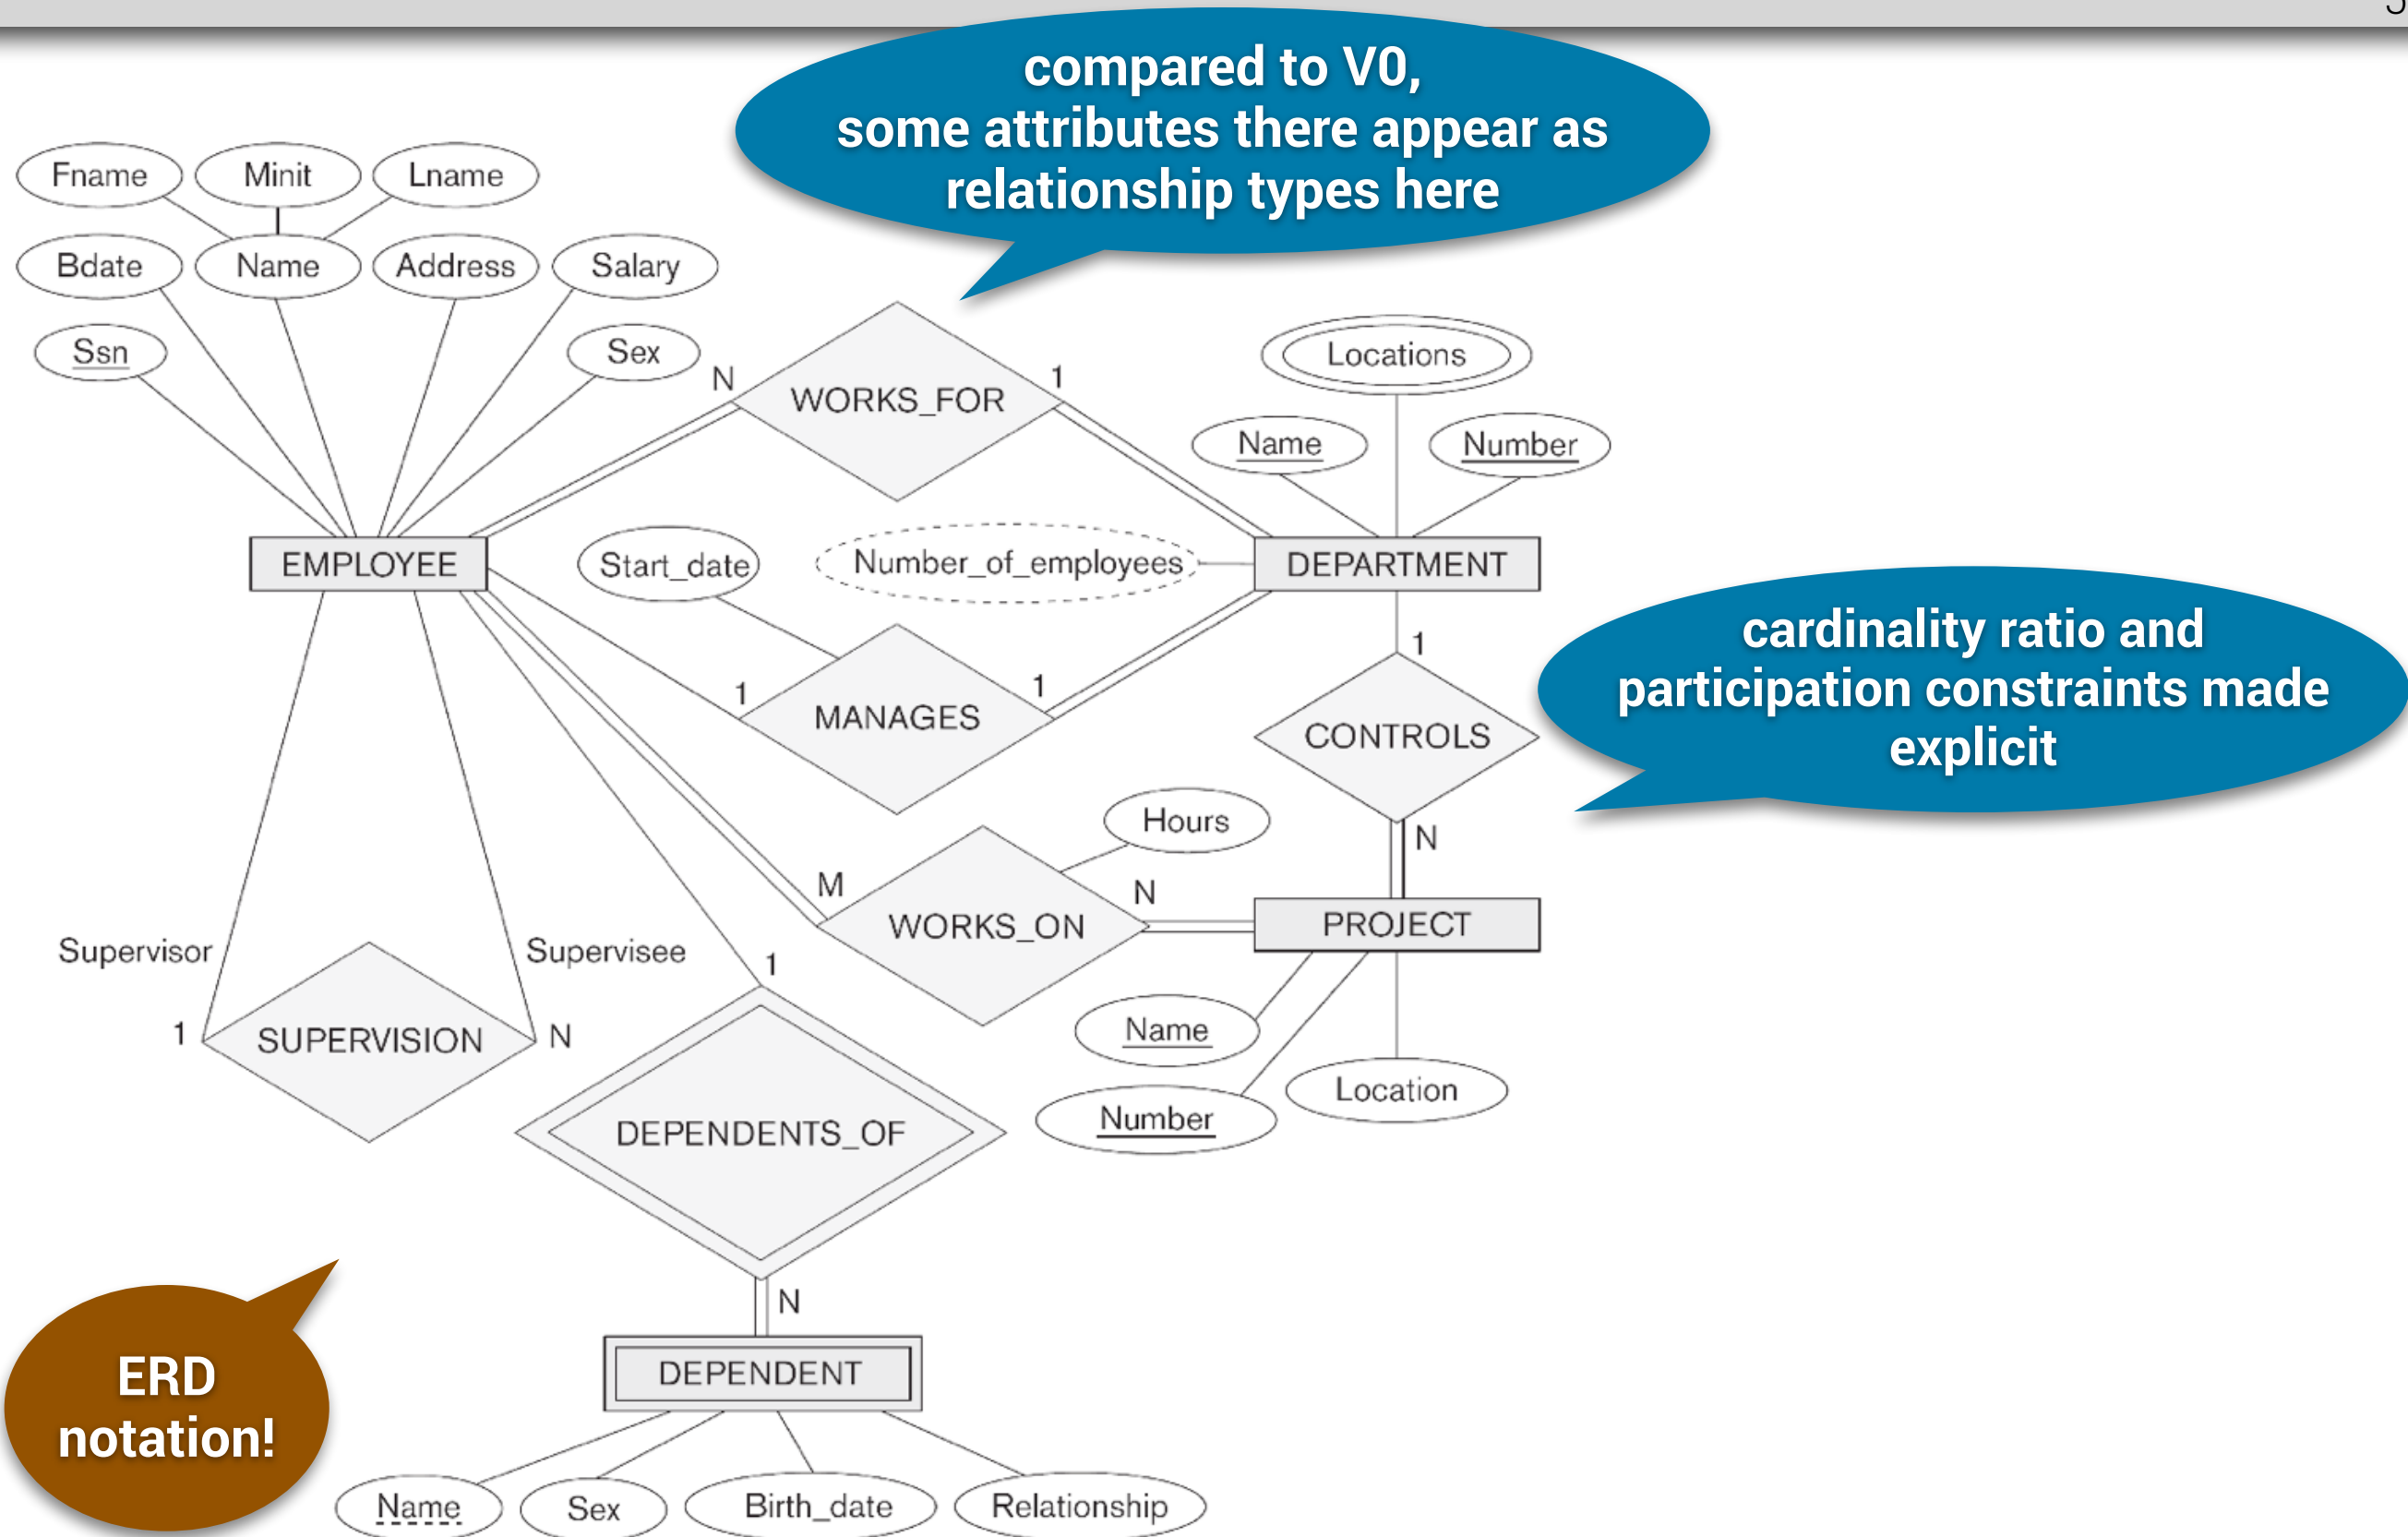 compared to V0,
some attributes there appear as
relationship types here
Fname
Minit
Lname
Bdate
Name
Address
Salary
Ssn
Sex
N
WORKS_FOR
1
Locations
Name
Number
EMPLOYEE
Start_date
Number_of_employees
DEPARTMENT
1
MANAGES
1
1
CONTROLS
N
cardinality ratio and
participation constraints made
explicit
Hours
M
WORKS_ON
N
PROJECT
Supervisor
Supervisee
1
SUPERVISION
N
1
Name
Number
Location
DEPENDENTS_OF
N
DEPENDENT
ERD
notation!
Name
Sex
Birth_date
Relationship